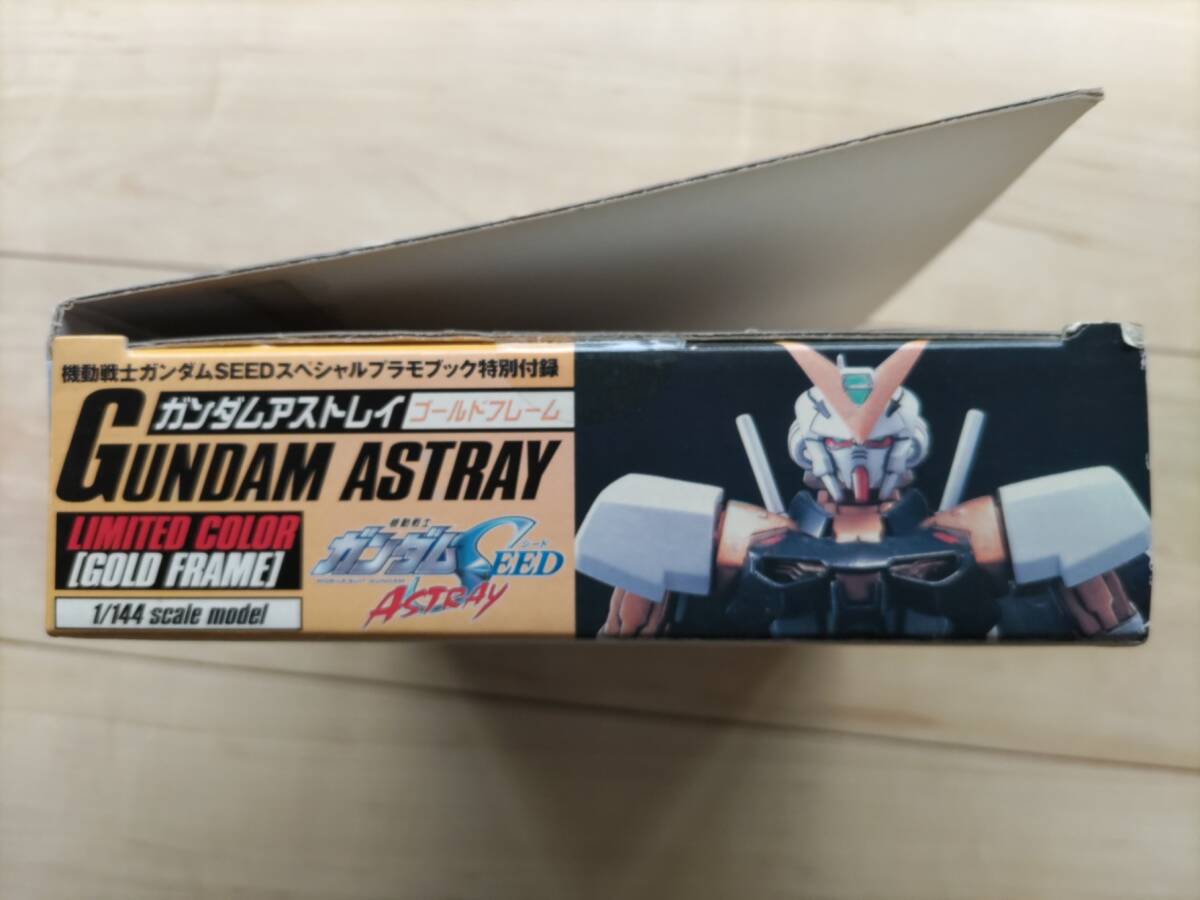 機動戦士ガンダムSEEDスペシャルプラモブック特別付録
ガンダムアストレイ ゴールドフレーム
GUNDAM ASTRAY
LIMITED COLOR
[GOLD FRAME]
1/144 scale model
機動戦士
ガンダムSEED
シード
ASTRAY